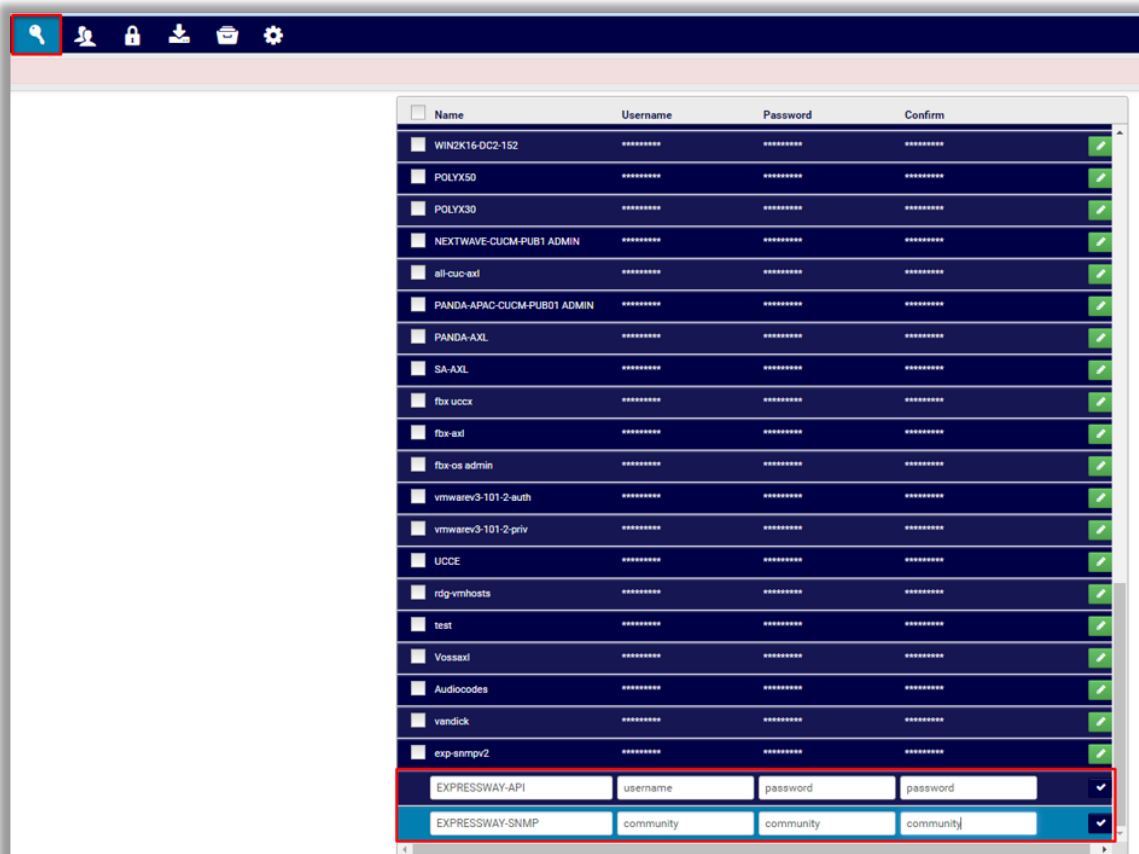 Name Username Password Confirm
WIN2K16-DC2-152 ********* ********* *********
POLYX50 ********* ********* *********
POLYX30 ********* ********* *********
NEXTWAVE-CUCM-PUB1 ADMIN ********* ********* *********
all-cuc-axl ********* ********* *********
PANDA-APAC-CUCM-PUB01 ADMIN ********* ********* *********
PANDA-AXL ********* ********* *********
SA-AXL ********* ********* *********
fbx uccx ********* ********* *********
fbx-axl ********* ********* *********
fbx-os admin ********* ********* *********
vmwarev3-101-2-auth ********* ********* *********
vmwarev3-101-2-priv ********* ********* *********
UCCE ********* ********* *********
rdg-vmhosts ********* ********* *********
test ********* ********* *********
Vossaxl ********* ********* *********
Audiocodes ********* ********* *********
vandick ********* ********* *********
exp-snmpv2 ********* ********* *********
EXPRESSWAY-API username password password
EXPRESSWAY-SNMP community community community